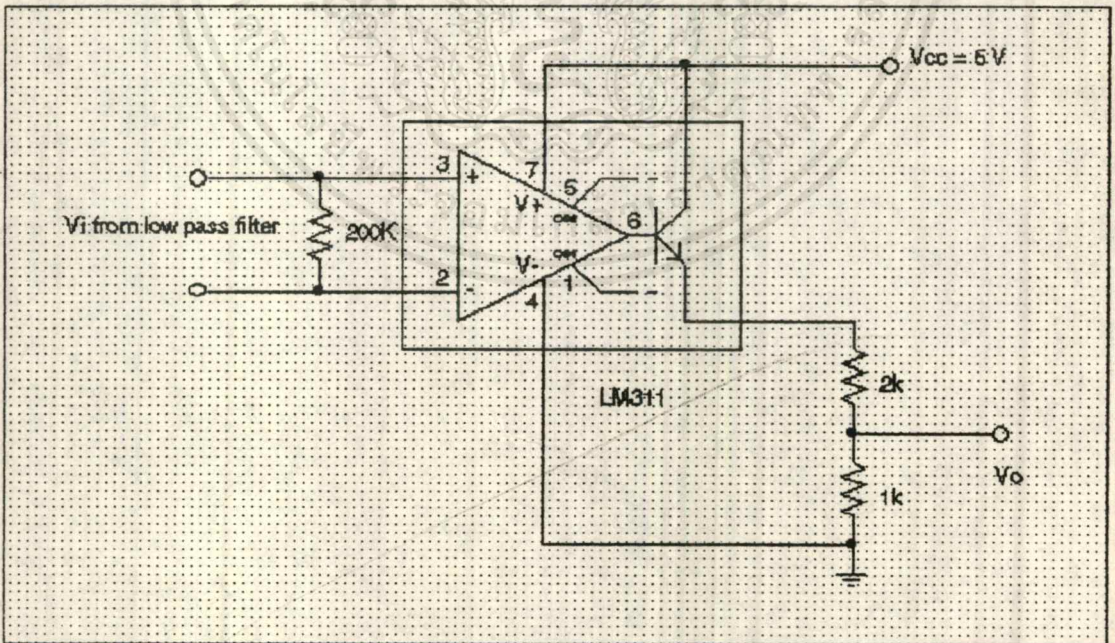 Vcc = 5 V
3
+
7
5
V+
6
Vi from low pass filter
200K
V-
2
-
1
4
LM311
2k
Vo
1k